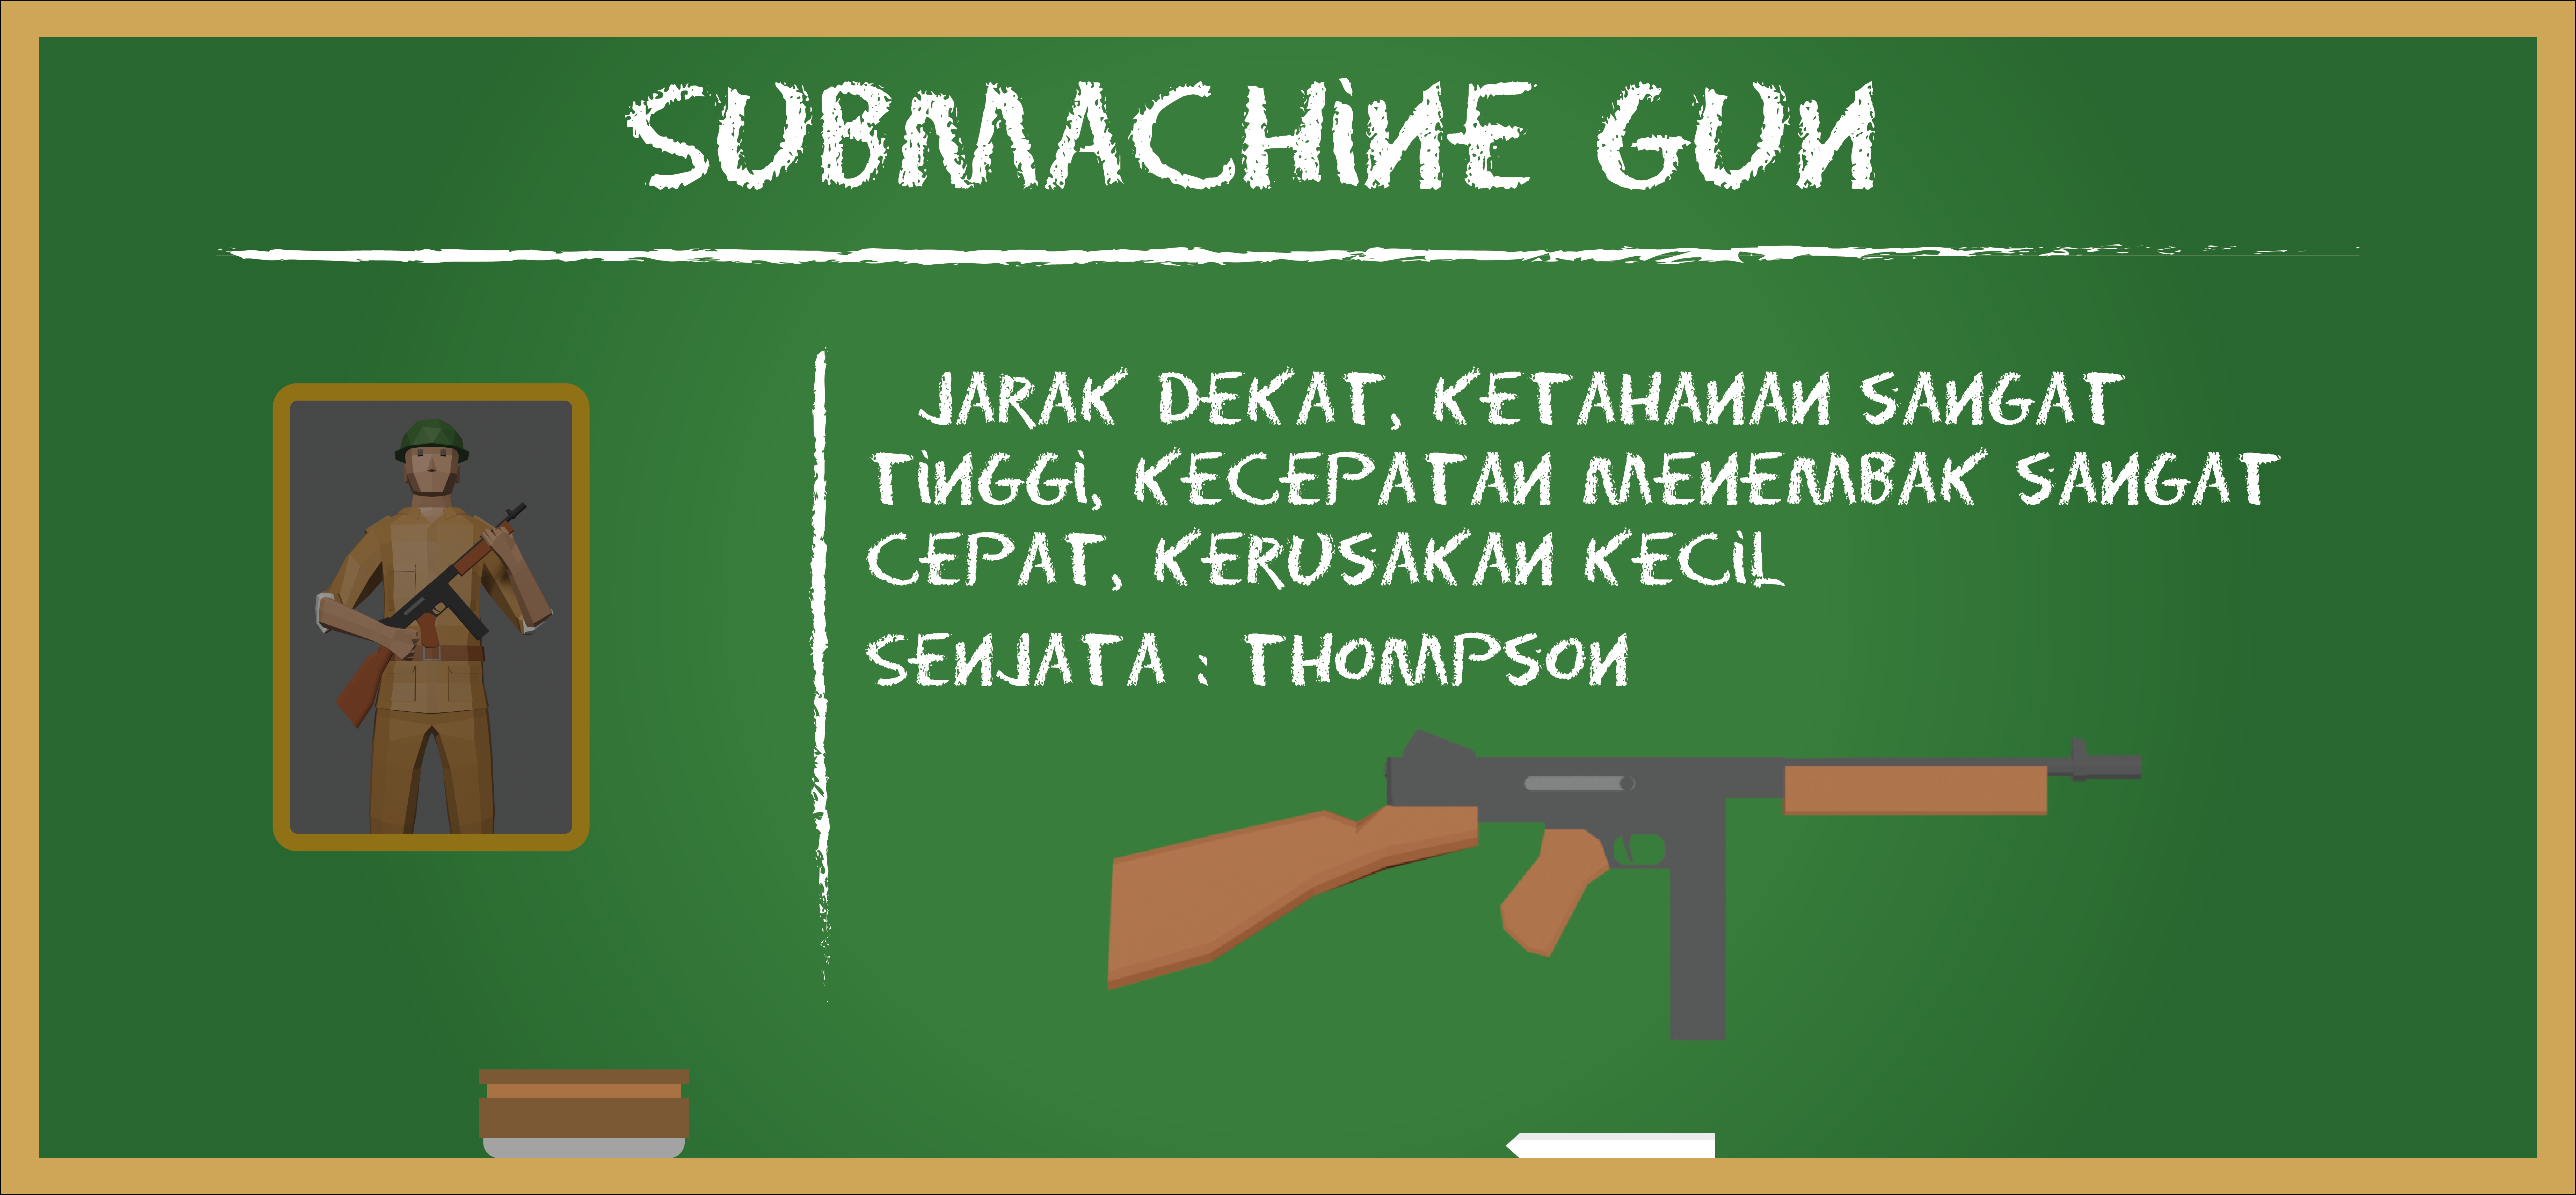 SUBMACHINE GUN
JARAK DEKAT, KETAHANAN SANGAT
TINGGI, KECEPATAN MENEMBAK SANGAT
CEPAT, KERUSAKAN KECIL
SENJATA : THOMPSON